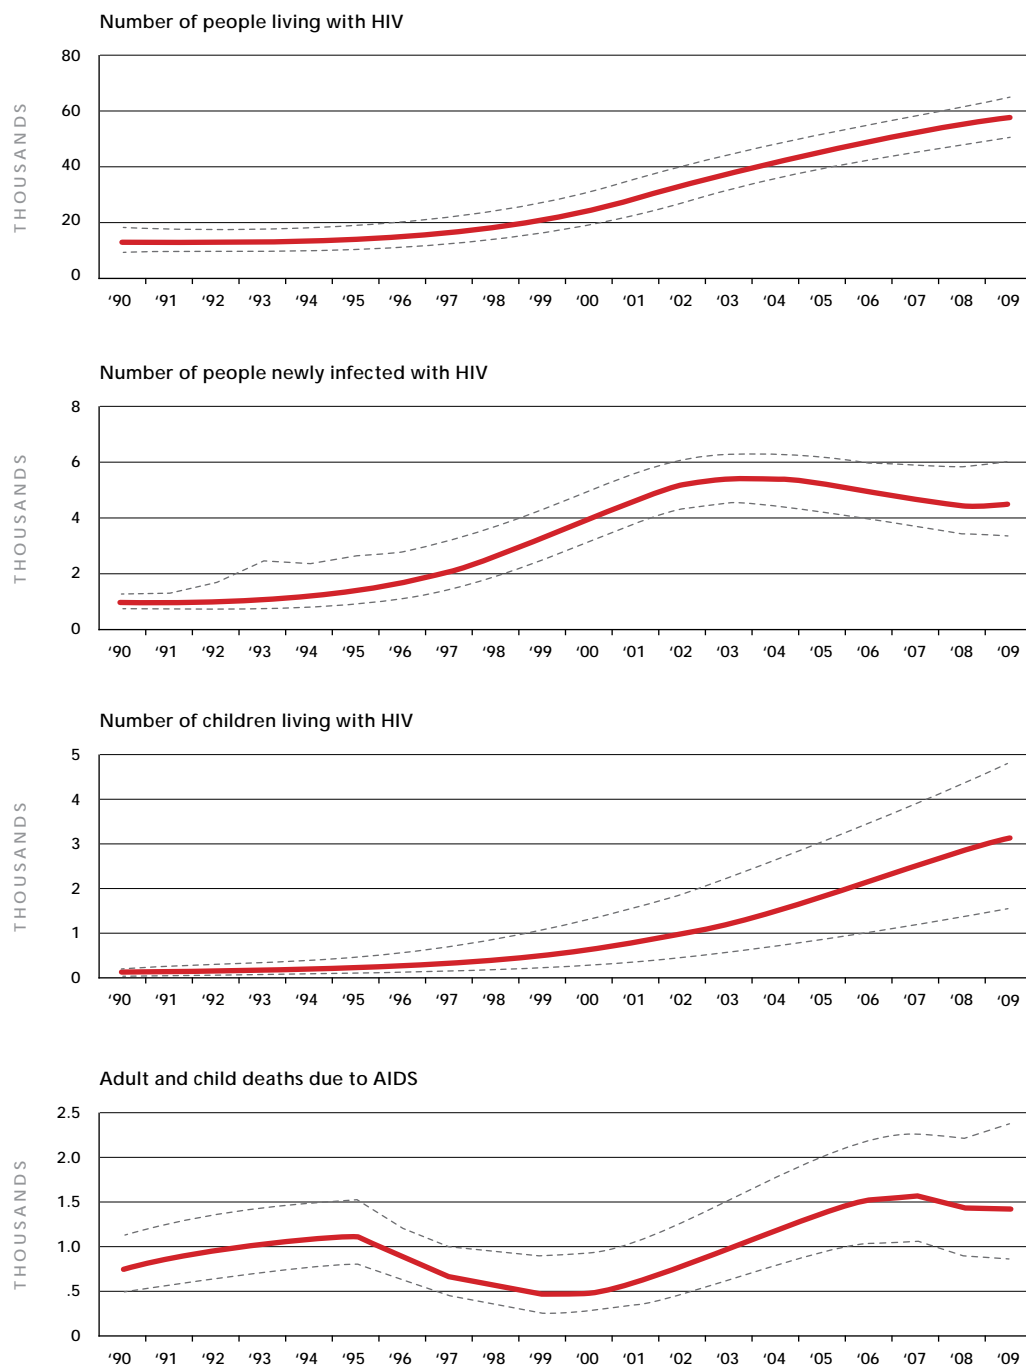 Number of people living with HIV
THOUSANDS
80
60
40
20
0
‘90 ‘91 ‘92 ‘93 ‘94 ‘95 ‘96 ‘97 ‘98 ‘99 ‘00 ‘01 ‘02 ‘03 ‘04 ‘05 ‘06 ‘07 ‘08 ‘09
Number of people newly infected with HIV
THOUSANDS
8
6
4
2
0
‘90 ‘91 ‘92 ‘93 ‘94 ‘95 ‘96 ‘97 ‘98 ‘99 ‘00 ‘01 ‘02 ‘03 ‘04 ‘05 ‘06 ‘07 ‘08 ‘09
Number of children living with HIV
THOUSANDS
5
4
3
2
1
0
‘90 ‘91 ‘92 ‘93 ‘94 ‘95 ‘96 ‘97 ‘98 ‘99 ‘00 ‘01 ‘02 ‘03 ‘04 ‘05 ‘06 ‘07 ‘08 ‘09
Adult and child deaths due to AIDS
THOUSANDS
2.5
2.0
1.5
1.0
.5
0
‘90 ‘91 ‘92 ‘93 ‘94 ‘95 ‘96 ‘97 ‘98 ‘99 ‘00 ‘01 ‘02 ‘03 ‘04 ‘05 ‘06 ‘07 ‘08 ‘09